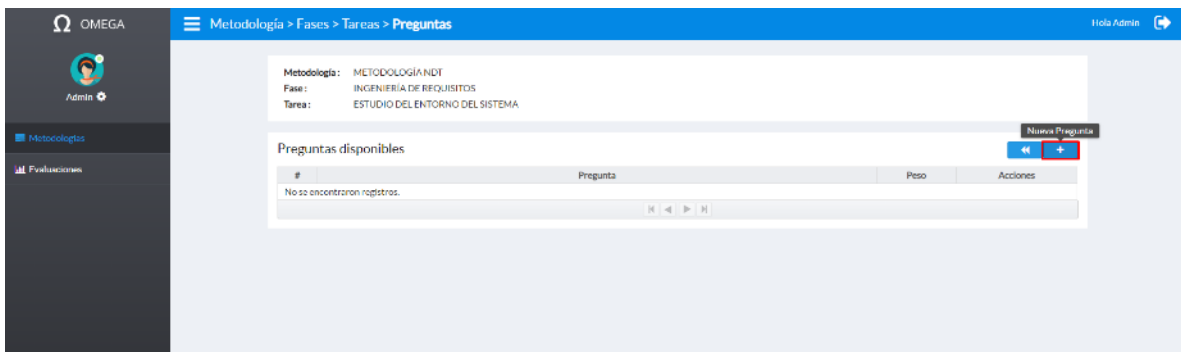 Ω OMEGA
Metodología > Fases > Tareas > Preguntas
Hola Admin
Admin
Metodologías
Evaluaciones
Metodología: METODOLOGÍA NDT
Fase: INGENIERÍA DE REQUISITOS
Tarea: ESTUDIO DEL ENTORNO DEL SISTEMA
Nueva Pregunta
Preguntas disponibles
# Pregunta Peso Acciones
No se encontraron registros.